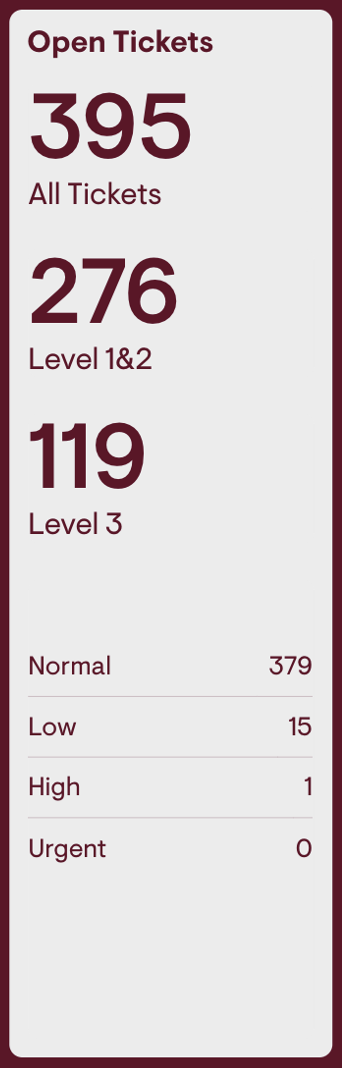 Open Tickets
395
All Tickets
276
Level 1&2
119
Level 3
Normal 379
Low 15
High 1
Urgent 0